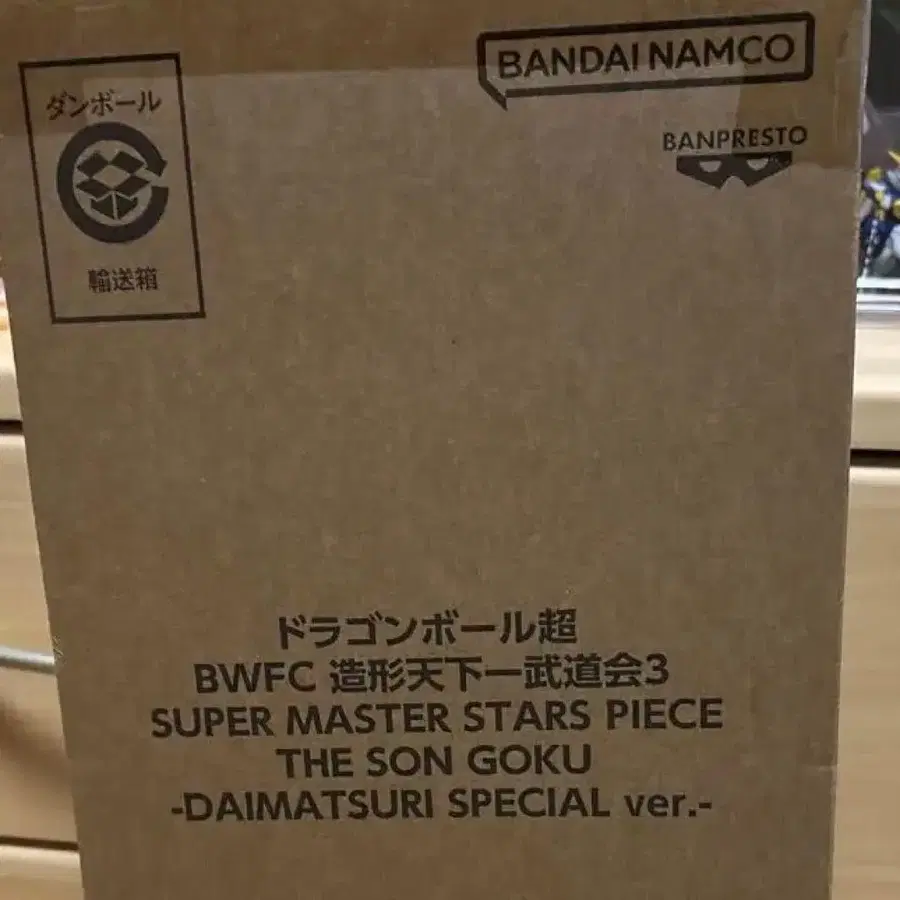 ダンボール
輸送箱
BANDAI NAMCO
BANPRESTO
ドラゴンボール超
BWFC 造形天下一武道会3
SUPER MASTER STARS PIECE
THE SON GOKU
-DAIMATSURI SPECIAL ver.-